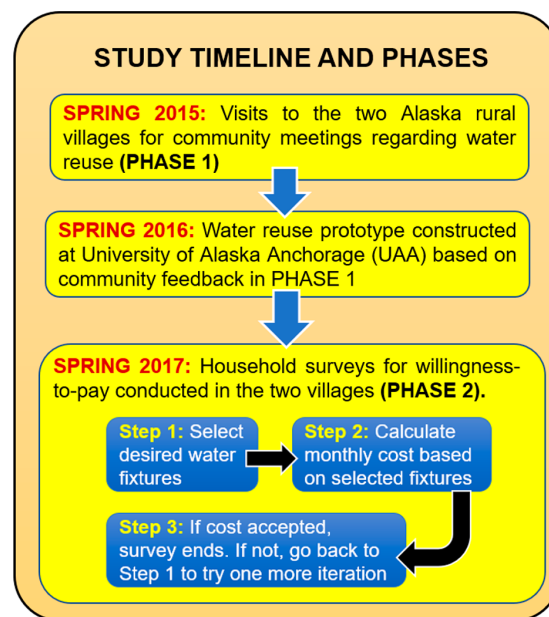 STUDY TIMELINE AND PHASES
SPRING 2015: Visits to the two Alaska rural
villages for community meetings regarding water
reuse (PHASE 1)
SPRING 2016: Water reuse prototype constructed
at University of Alaska Anchorage (UAA) based on
community feedback in PHASE 1
SPRING 2017: Household surveys for willingness-
to-pay conducted in the two villages (PHASE 2).
Step 1: Select
desired water
fixtures
Step 2: Calculate
monthly cost based
on selected fixtures
Step 3: If cost accepted,
survey ends. If not, go back to
Step 1 to try one more iteration